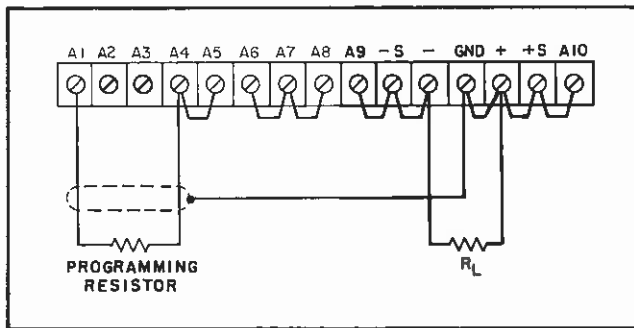 A1 A2 A3 A4 A5 A6 A7 A8 A9 -S - GND + +S A10
PROGRAMMING
RESISTOR
RL